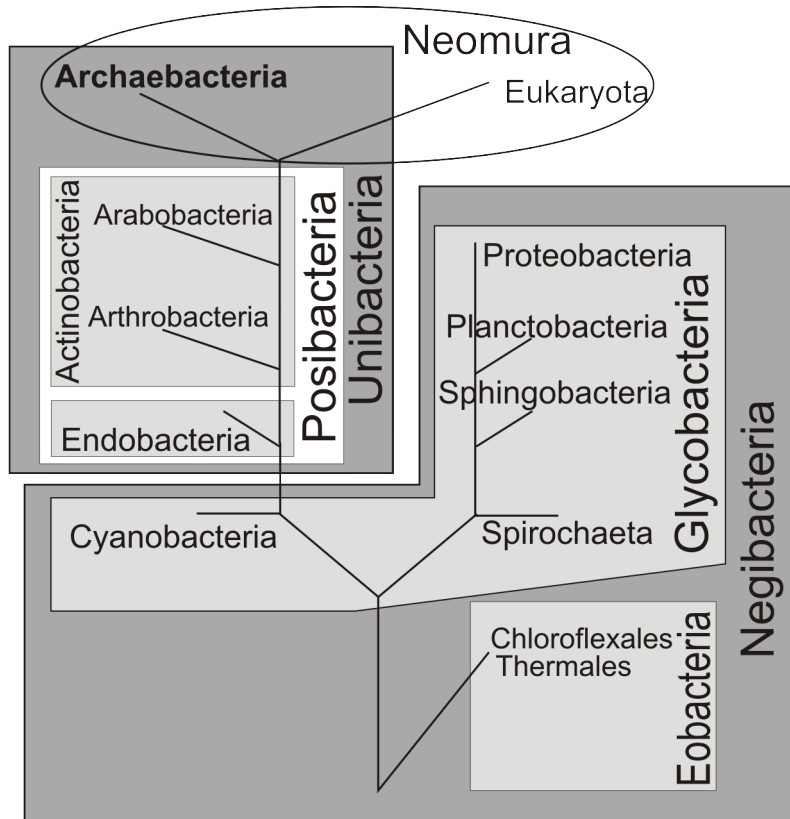 Neomura
Archaebacteria
Eukaryota
Actinobacteria
Arabobacteria
Arthrobacteria
Endobacteria
Posibacteria
Unibacteria
Proteobacteria
Planctobacteria
Sphingobacteria
Glycobacteria
Cyanobacteria
Spirochaeta
Negibacteria
Chloroflexales
Thermales
Eobacteria